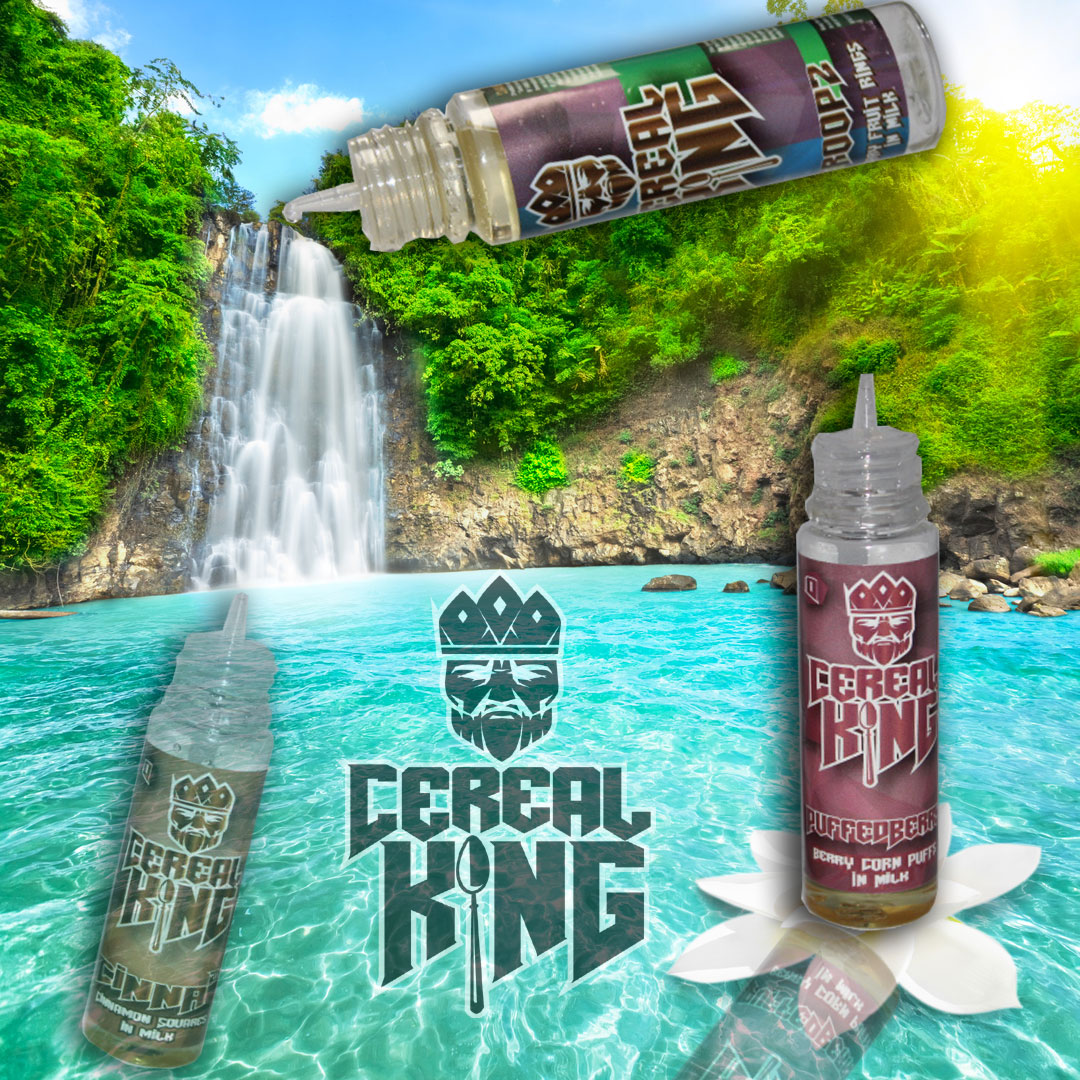 CEREAL
KING
FRUIT RINGS
IN MILK
CEREAL
KING
PUFFEDBERRY
BERRY CORN PUFFS
IN MILK
CEREAL
KING
CEREAL
KING
CINNA
CINNAMON SQUARES
IN MILK